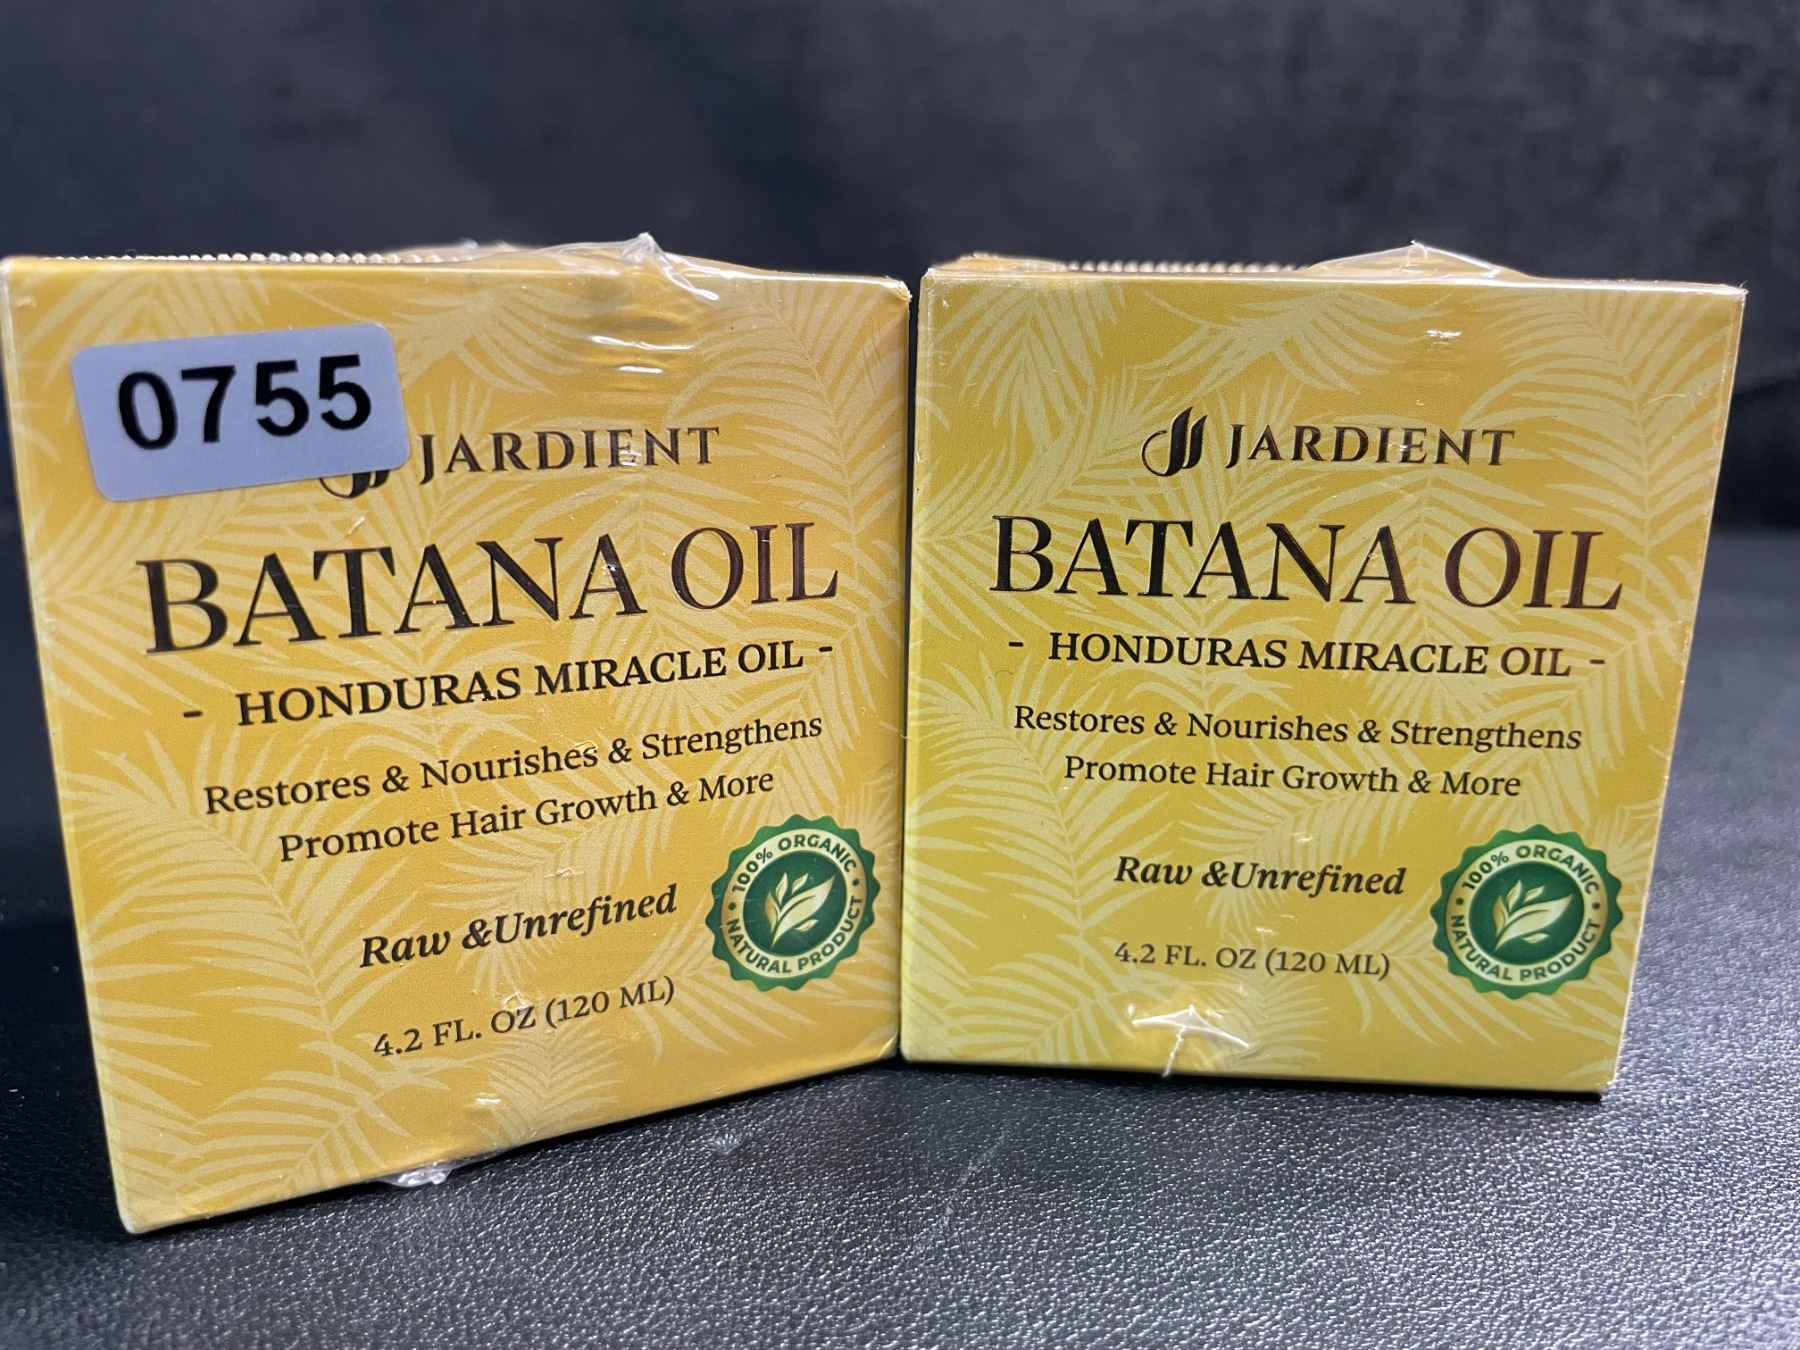 0755
JARDIENT
BATANA OIL
- HONDURAS MIRACLE OIL -
Restores & Nourishes & Strengthens
Promote Hair Growth & More
Raw &Unrefined
100% ORGANIC
NATURAL PRODUCT
4.2 FL. OZ (120 ML)
JARDIENT
BATANA OIL
- HONDURAS MIRACLE OIL -
Restores & Nourishes & Strengthens
Promote Hair Growth & More
Raw &Unrefined
100% ORGANIC
NATURAL PRODUCT
4.2 FL. OZ (120 ML)